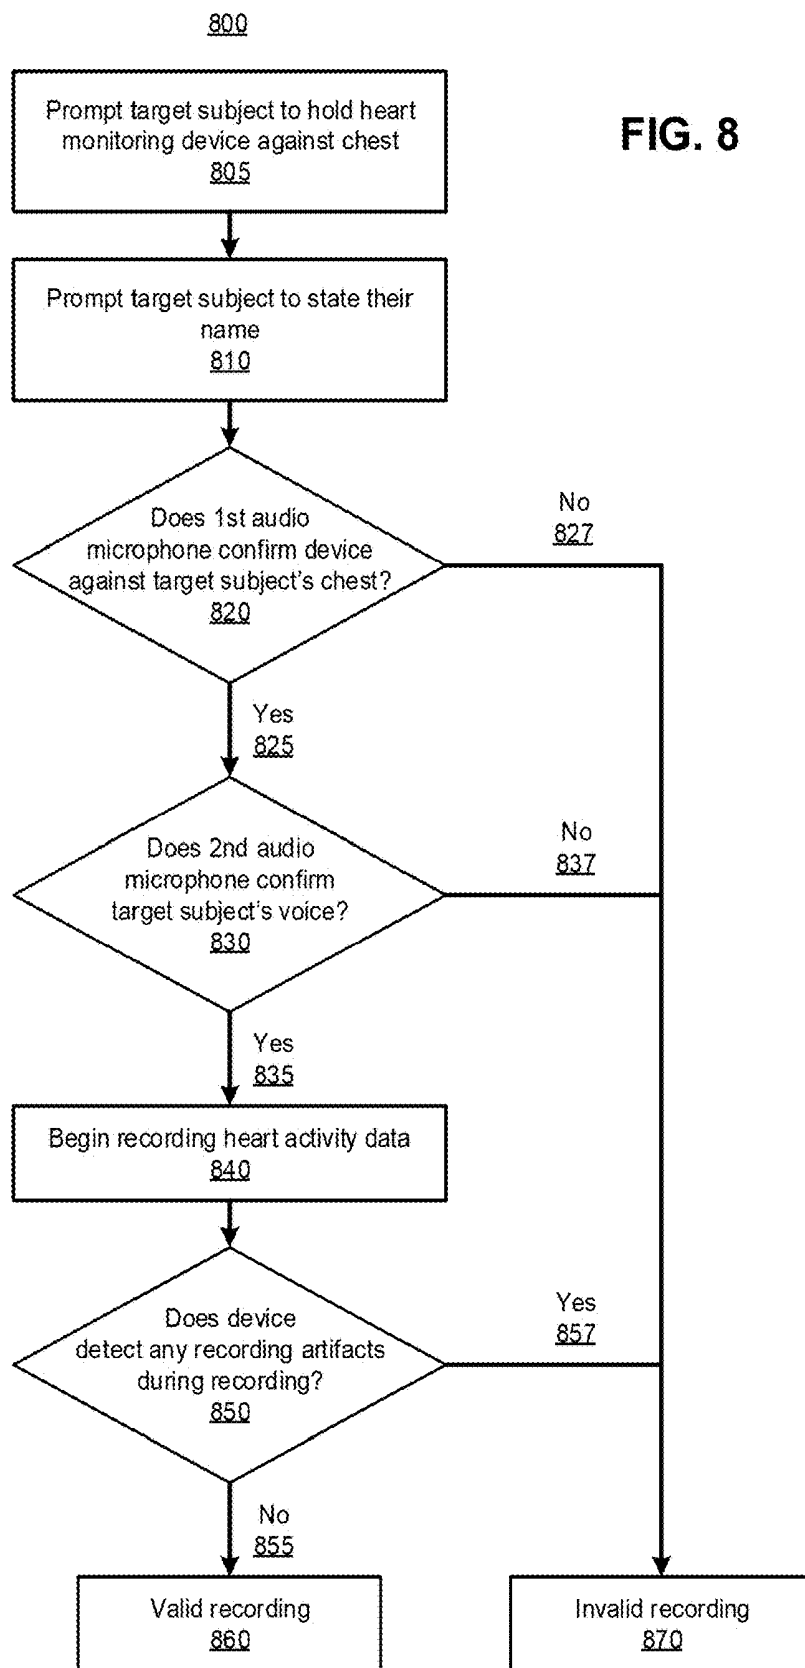 800
FIG. 8
Prompt target subject to hold heart
monitoring device against chest
805
Prompt target subject to state their
name
810
Does 1st audio
microphone confirm device
against target subject's chest?
820
No
827
Yes
825
Does 2nd audio
microphone confirm
target subject's voice?
830
No
837
Yes
835
Begin recording heart activity data
840
Does device
detect any recording artifacts
during recording?
850
Yes
857
No
855
Valid recording
860
Invalid recording
870